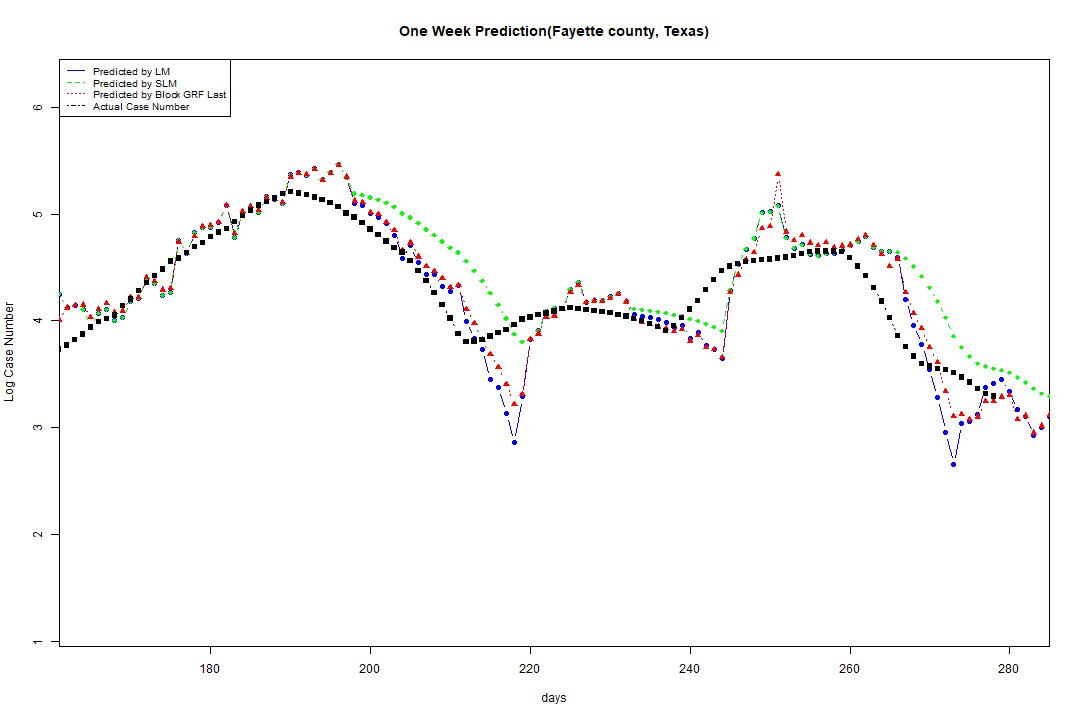 One Week Prediction(Fayette county, Texas)
Predicted by LM
Predicted by SLM
Predicted by Block GRF Last
Actual Case Number
Log Case Number
6
5
4
3
2
1
180
200
220
240
260
280
days